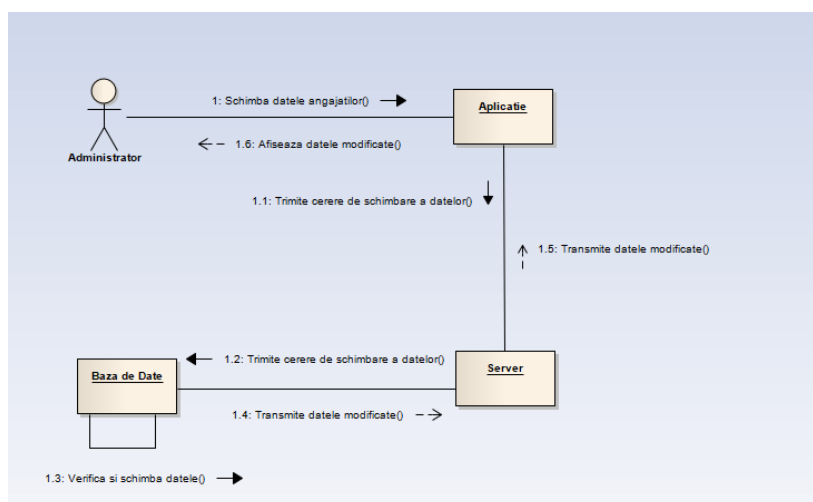 1: Schimba datele angajatilor()
Aplicatie
Administrator
1.6: Afiseaza datele modificate()
1.1: Trimite cerere de schimbare a datelor()
1.5: Transmite datele modificate()
1.2: Trimite cerere de schimbare a datelor()
Server
Baza de Date
1.4: Transmite datele modificate()
1.3: Verifica si schimba datele()